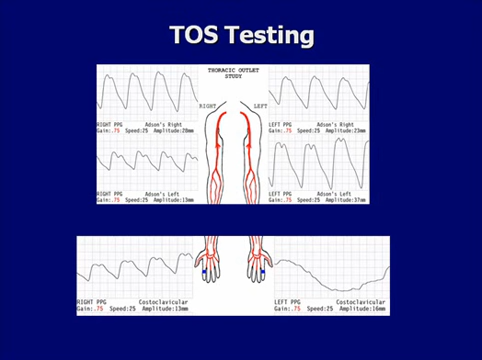 TOS Testing
THORACIC OUTLET
STUDY
RIGHT LEFT
RIGHT PPG Adson's Right
Gain:.75 Speed:25 Amplitude:28mm
LEFT PPG Adson's Right
Gain:.75 Speed:25 Amplitude:23mm
RIGHT PPG Adson's Left
Gain:.75 Speed:25 Amplitude:13mm
LEFT PPG Adson's Left
Gain:.75 Speed:25 Amplitude:37mm
RIGHT PPG Costoclavicular
Gain:.75 Speed:25 Amplitude:13mm
LEFT PPG Costoclavicular
Gain:.75 Speed:25 Amplitude:16mm